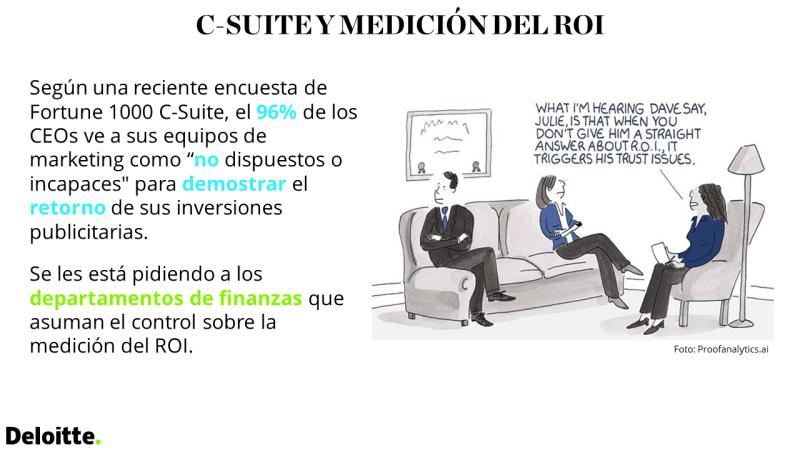 C-SUITE Y MEDICIÓN DEL ROI
Según una reciente encuesta de
Fortune 1000 C-Suite, el 96% de los
CEOs ve a sus equipos de
marketing como “no dispuestos o
incapaces" para demostrar el
retorno de sus inversiones
publicitarias.
Se les está pidiendo a los
departamentos de finanzas que
asuman el control sobre la
medición del ROI.
WHAT I'M HEARING DAVE SAY,
JULIE, IS THAT WHEN YOU
DON'T GIVE HIM A STRAIGHT
ANSWER ABOUT R.O.I., IT
TRIGGERS HIS TRUST ISSUES.
Foto: Proofanalytics.ai
Deloitte.